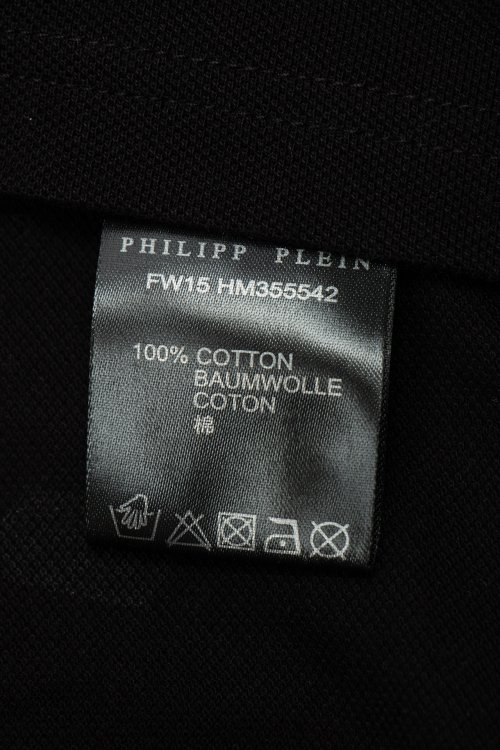 PHILIPP PLEIN
FW15 HM355542
100% COTTON
BAUMWOLLE
COTON
棉